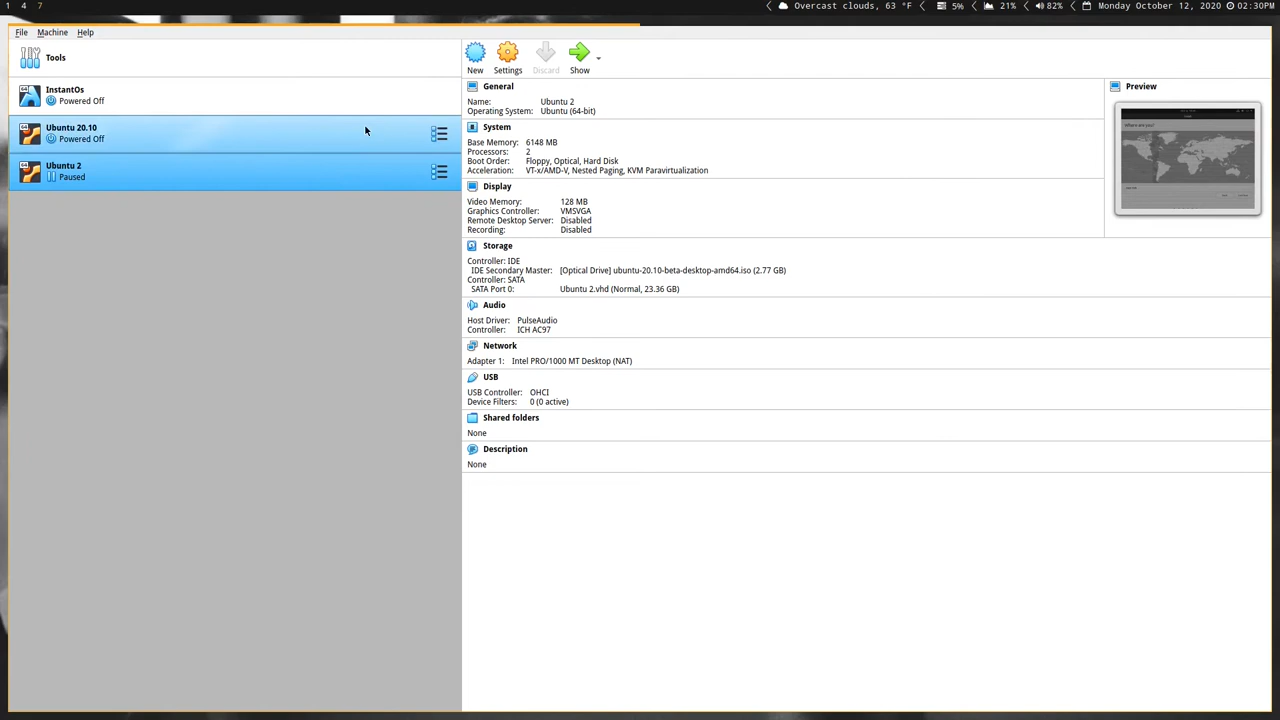 1 4 7 Overcast clouds, 63 °F 5% 21% 82% Monday October 12, 2020 02:30PM
File Machine Help
Tools
New Settings Discard Show
InstantOs
Powered Off
Ubuntu 20.10
Powered Off
Ubuntu 2
Paused
General
Name: Ubuntu 2
Operating System: Ubuntu (64-bit)
System
Base Memory: 6148 MB
Processors: 2
Boot Order: Floppy, Optical, Hard Disk
Acceleration: VT-x/AMD-V, Nested Paging, KVM Paravirtualization
Display
Video Memory: 128 MB
Graphics Controller: VMSVGA
Remote Desktop Server: Disabled
Recording: Disabled
Preview
Where are you?
Storage
Controller: IDE
IDE Secondary Master: [Optical Drive] ubuntu-20.10-beta-desktop-amd64.iso (2.77 GB)
Controller: SATA
SATA Port 0: Ubuntu 2.vhd (Normal, 23.36 GB)
Audio
Host Driver: PulseAudio
Controller: ICH AC97
Network
Adapter 1: Intel PRO/1000 MT Desktop (NAT)
USB
USB Controller: OHCI
Device Filters: 0 (0 active)
Shared folders
None
Description
None